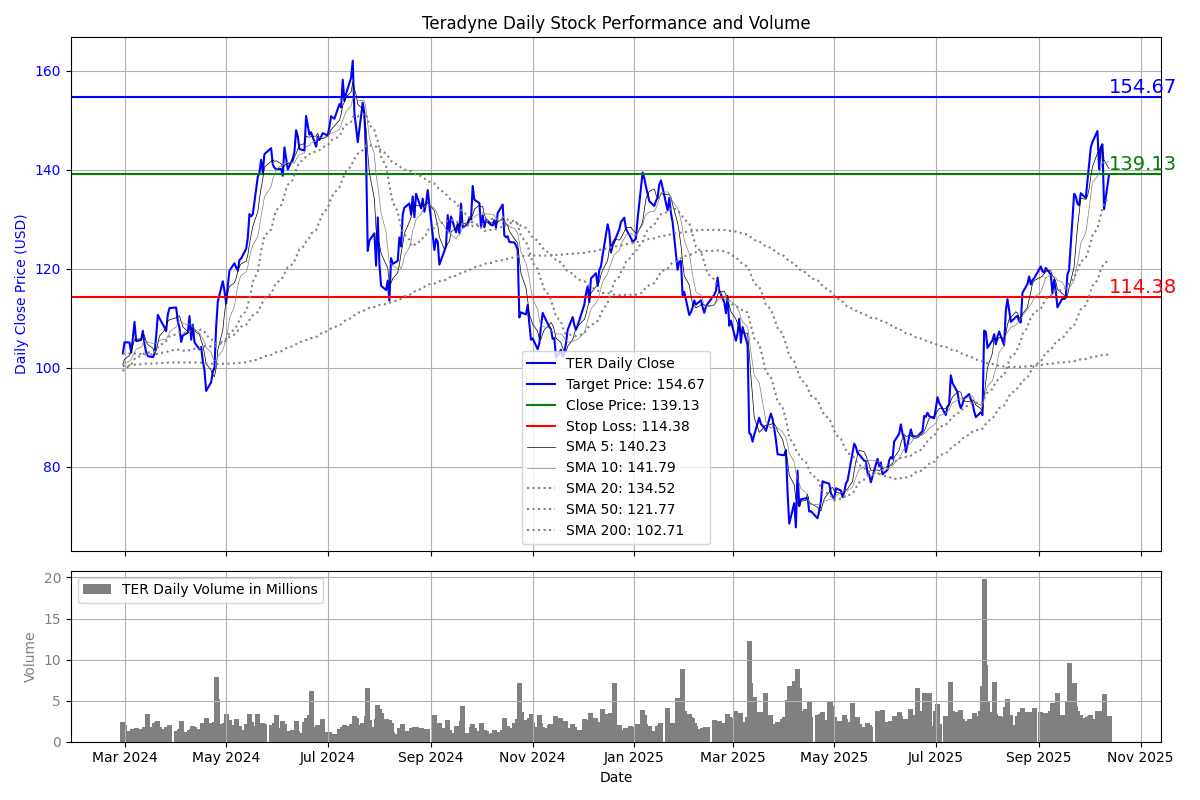 Teradyne Daily Stock Performance and Volume
Daily Close Price (USD)
160
140
120
100
80
154.67
139.13
114.38
TER Daily Close
Target Price: 154.67
Close Price: 139.13
Stop Loss: 114.38
SMA 5: 140.23
SMA 10: 141.79
SMA 20: 134.52
SMA 50: 121.77
SMA 200: 102.71
Volume
20
15
10
5
0
TER Daily Volume in Millions
Mar 2024 May 2024 Jul 2024 Sep 2024 Nov 2024 Jan 2025 Mar 2025 May 2025 Jul 2025 Sep 2025 Nov 2025
Date